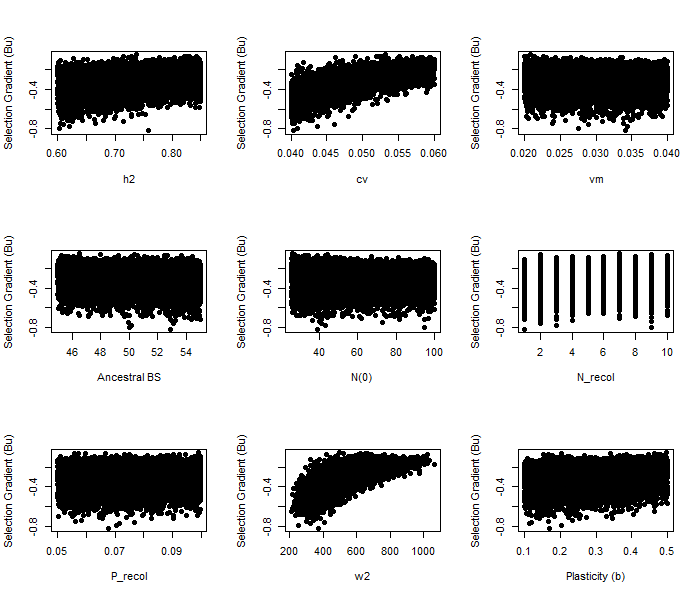 Selection Gradient (Bu)
-0.4
-0.8
0.60 0.70 0.80
h2
Selection Gradient (Bu)
-0.4
-0.8
0.040 0.045 0.050 0.055 0.060
cv
Selection Gradient (Bu)
-0.4
-0.8
0.020 0.025 0.030 0.035 0.040
vm
Selection Gradient (Bu)
-0.4
-0.8
46 48 50 52 54
Ancestral BS
Selection Gradient (Bu)
-0.4
-0.8
40 60 80 100
N(0)
Selection Gradient (Bu)
-0.4
-0.8
2 4 6 8 10
N_recol
Selection Gradient (Bu)
-0.4
-0.8
0.05 0.07 0.09
P_recol
Selection Gradient (Bu)
-0.4
-0.8
200 400 600 800 1000
w2
Selection Gradient (Bu)
-0.4
-0.8
0.1 0.2 0.3 0.4 0.5
Plasticity (b)